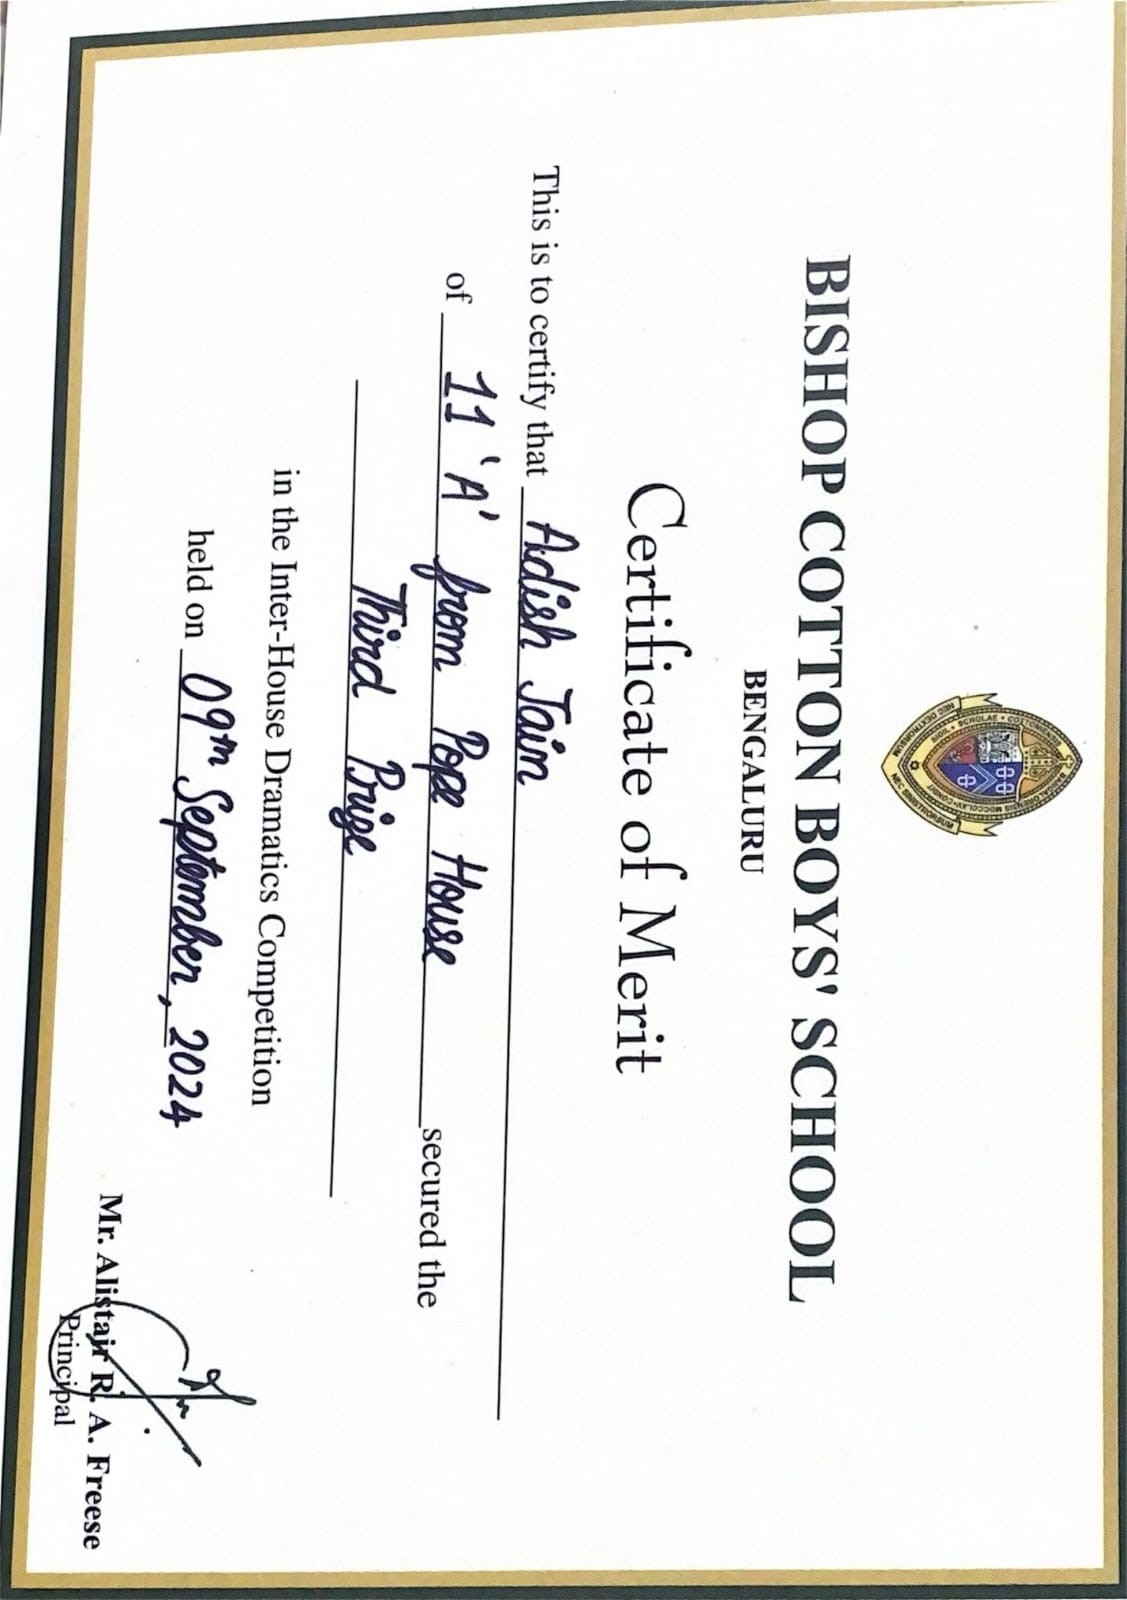 BISHOP COTTON BOYS' SCHOOL
BENGALURU
Certificate of Merit
This is to certify that Adish Jain
of 11 'A' from Pope House secured the
Third Prize
in the Inter-House Dramatics Competition
held on 09th September, 2024
Mr. Alistair R. A. Freese
Principal